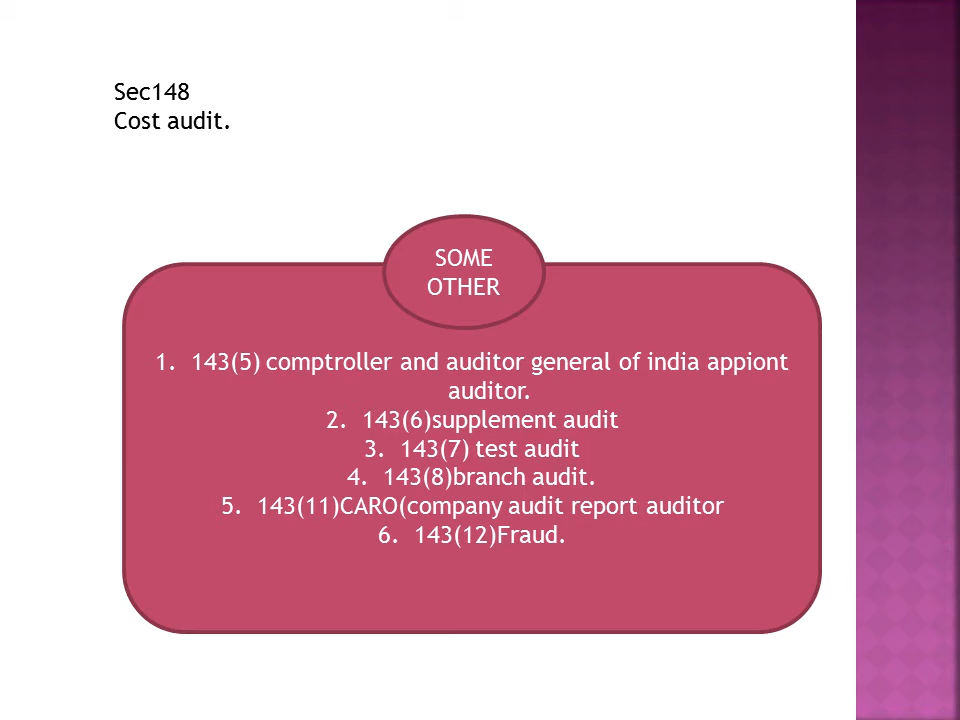 Sec148
Cost audit.
SOME
OTHER
1. 143(5) comptroller and auditor general of india appiont
auditor.
2. 143(6)supplement audit
3. 143(7) test audit
4. 143(8)branch audit.
5. 143(11)CARO(company audit report auditor
6. 143(12)Fraud.